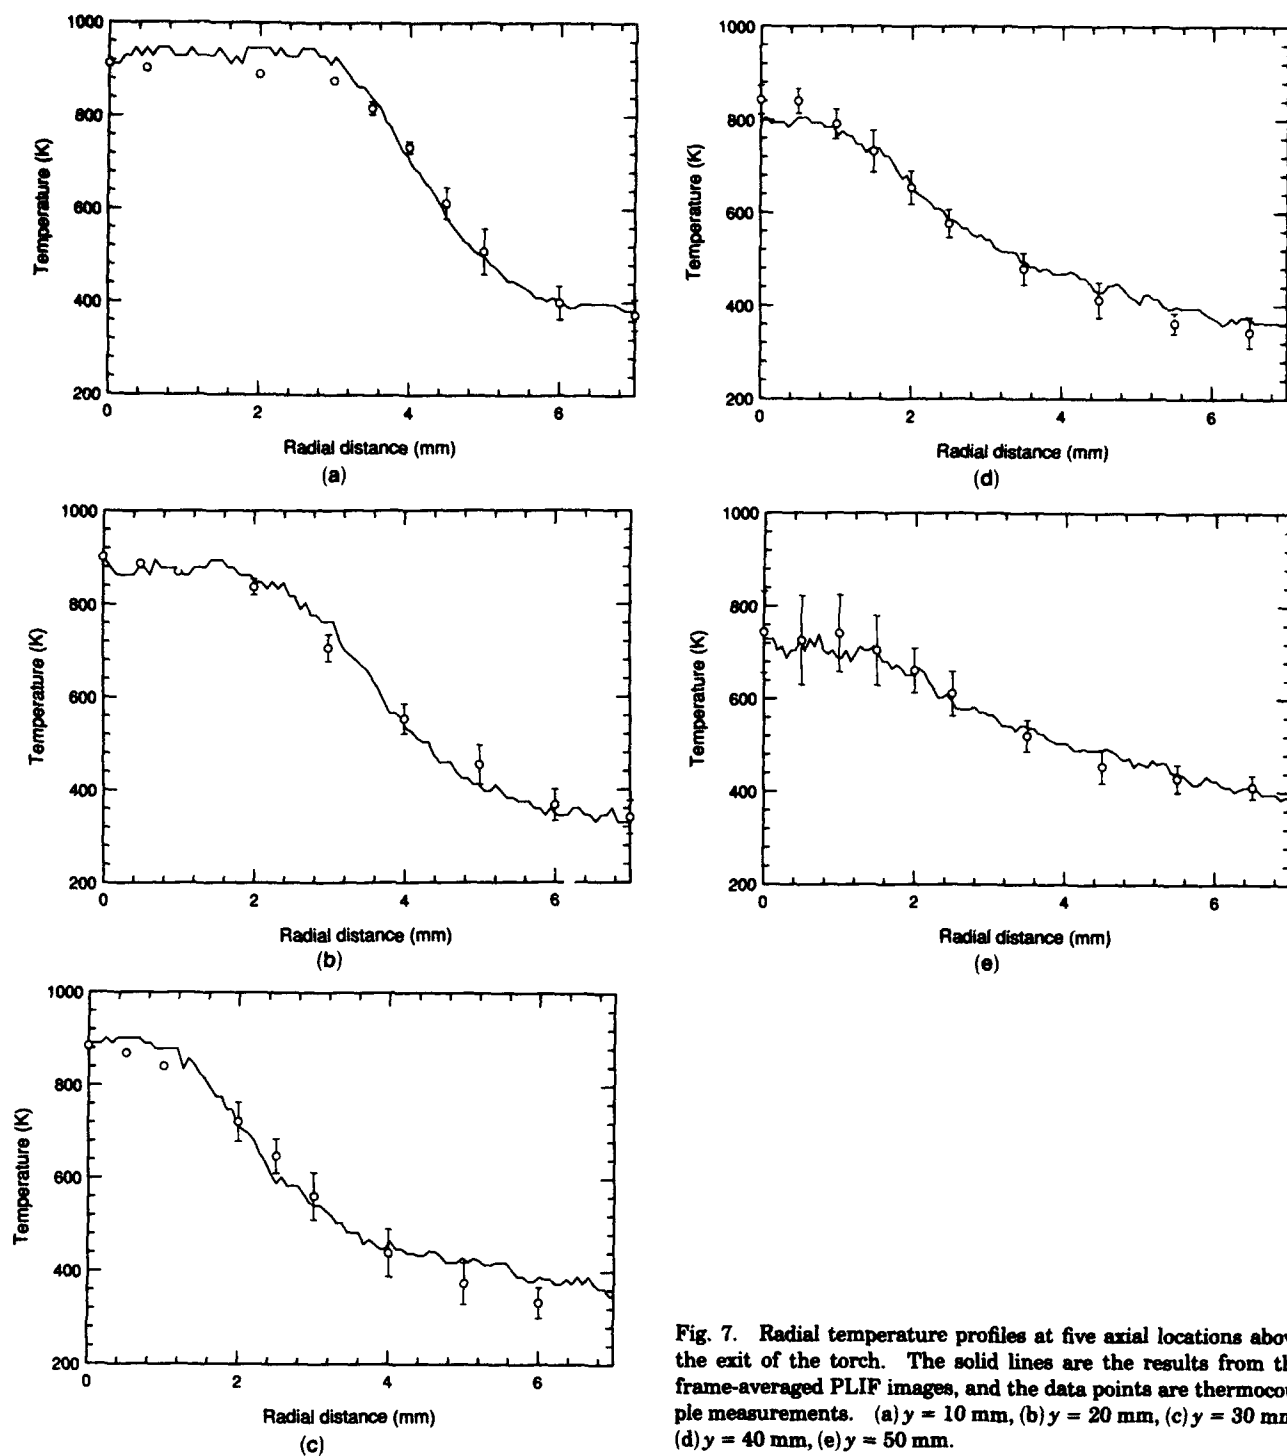 1000
800
600
400
200
Temperature (K)
0 2 4 6
Radial distance (mm)
(a)
1000
800
600
400
200
Temperature (K)
0 2 4 6
Radial distance (mm)
(b)
1000
800
600
400
200
Temperature (K)
0 2 4 6
Radial distance (mm)
(c)
1000
800
600
400
200
Temperature (K)
0 2 4 6
Radial distance (mm)
(d)
1000
800
600
400
200
Temperature (K)
0 2 4 6
Radial distance (mm)
(e)
Fig. 7. Radial temperature profiles at five axial locations abov
the exit of the torch. The solid lines are the results from th
frame-averaged PLIF images, and the data points are thermocou
ple measurements. (a) y = 10 mm, (b) y = 20 mm, (c) y = 30 mm
(d) y = 40 mm, (e) y = 50 mm.